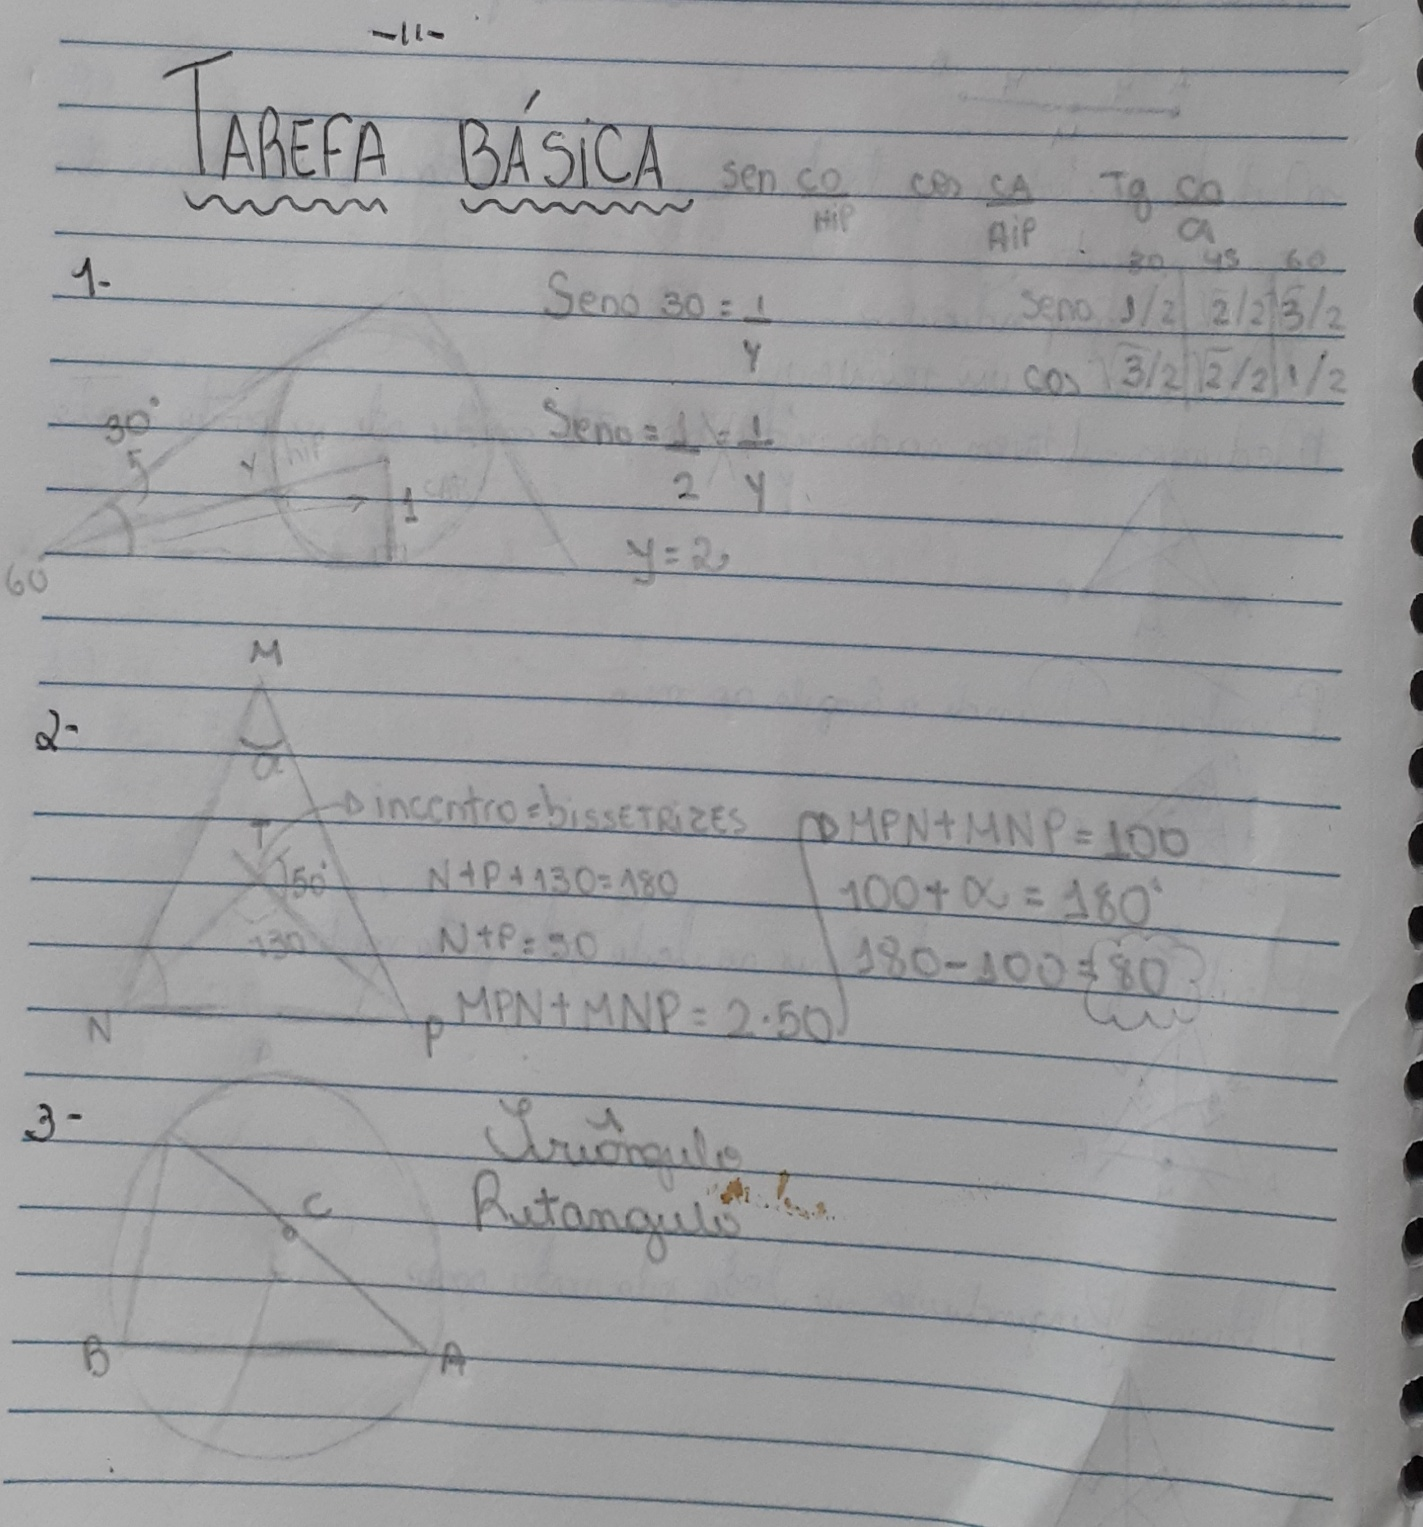 -11-
TAREFA BÁSICA
sen CO/HIP cos CA/AIP Tg CO/CA
30 45 60
Seno 1/2 √2/2 √3/2
cos √3/2 √2/2 1/2
1-
Seno 30 = 1/Y
Seno = 1/2 = 1/Y
y = 2
30°
Y hip
1
60
2-
M
α
T
incentro = bissetrizes
50°
130
N
P
N+P+130=180
N+P=50
MPN+MNP=2.50
MPN+MNP=100
100+α=180°
180-100=80
3-
C
B
A
Triângulo
Retangulo